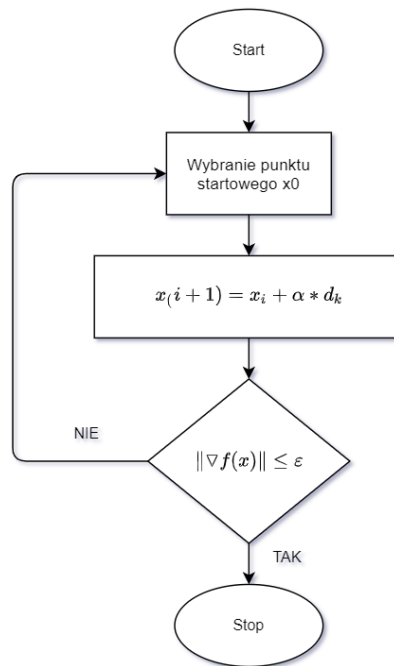 Start
Wybranie punktu
startowego x0
x_( i + 1) = x_i + α * d_k
NIE
‖ ▽ f(x)‖ ≤ ε
TAK
Stop